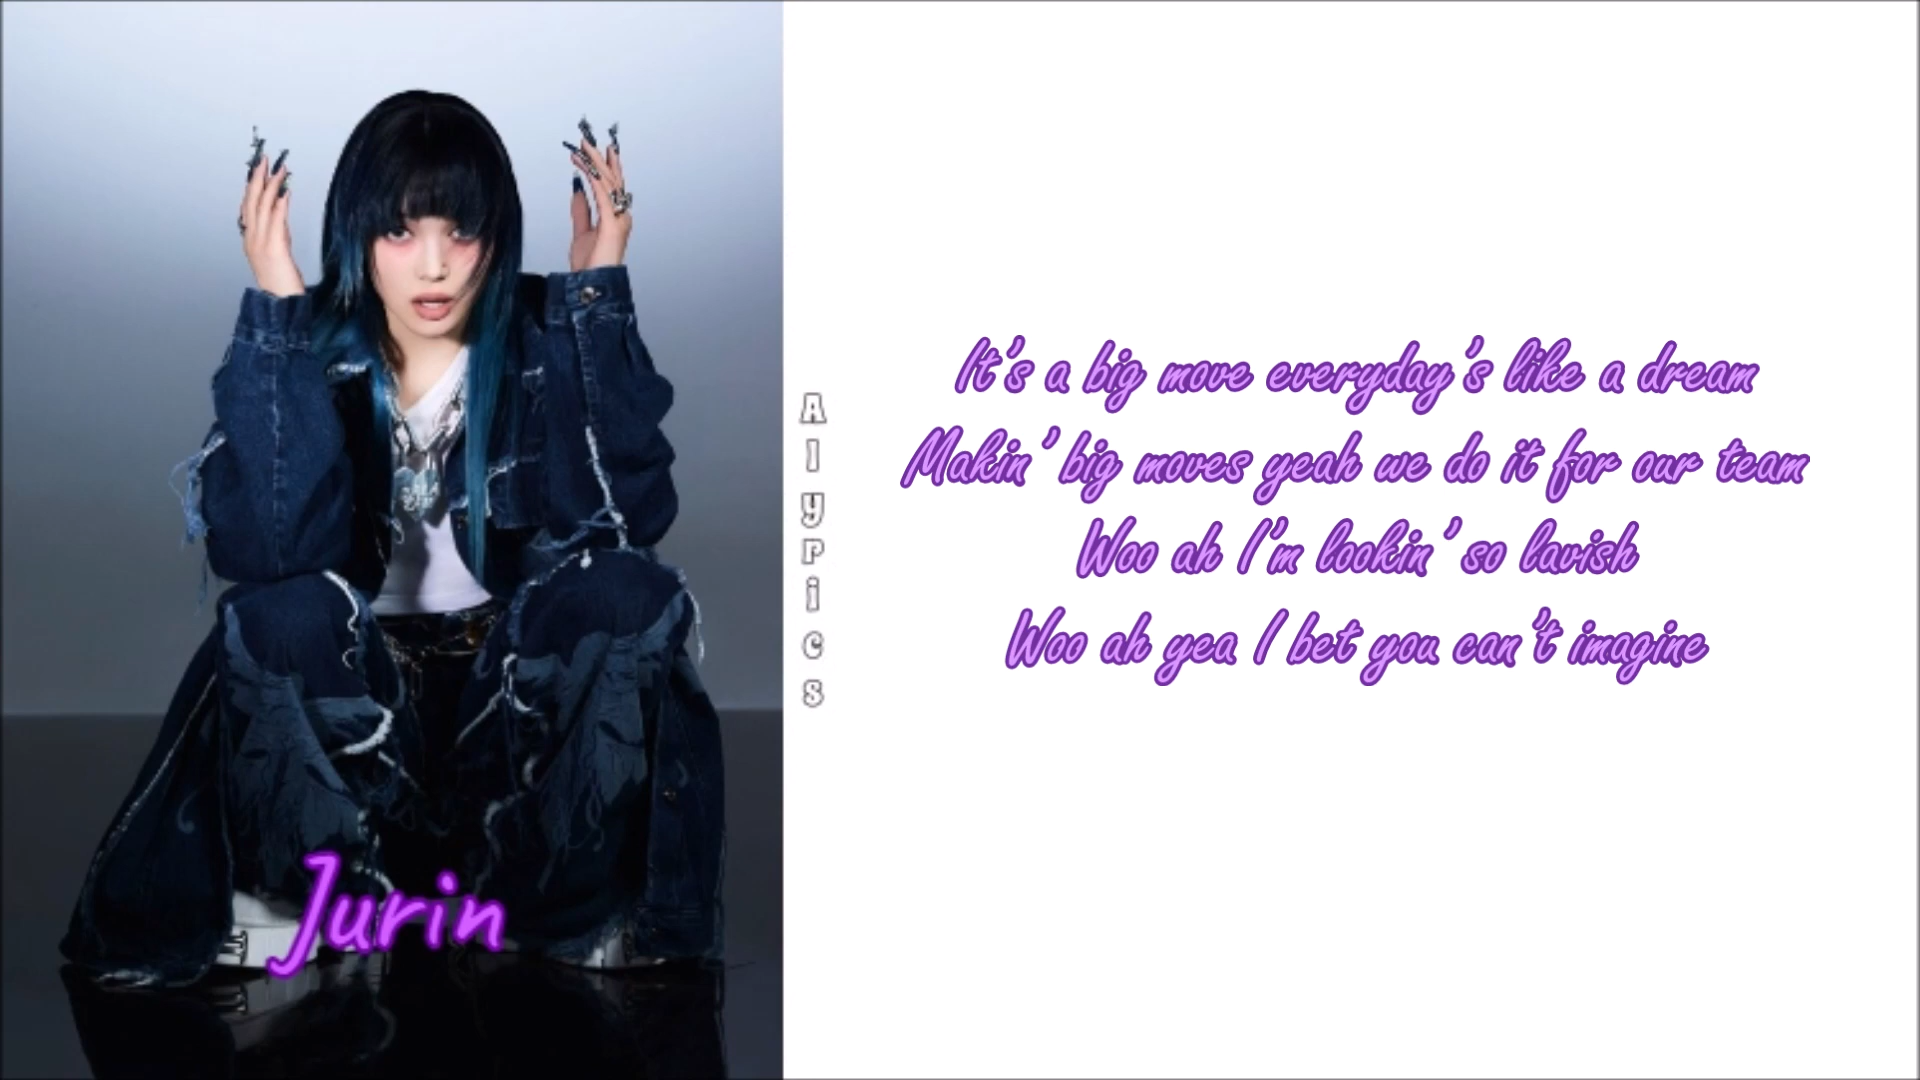 Jurin
Alypics
It's a big move everyday's like a dream
Makin' big moves yeah we do it for our team
Woo ah I'm lookin' so lavish
Woo ah yea I bet you can't imagine